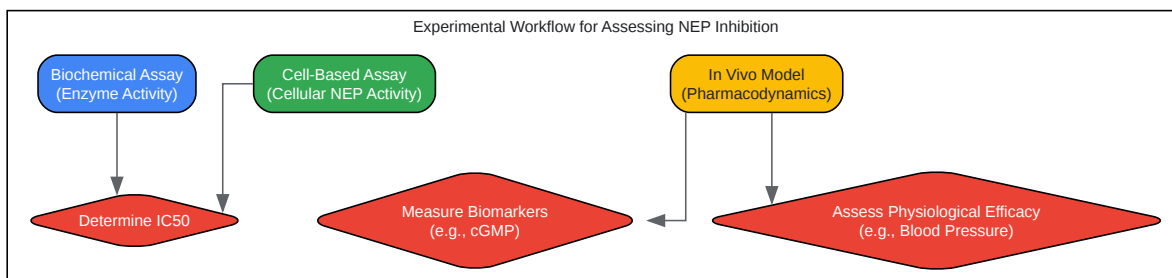 Experimental Workflow for Assessing NEP Inhibition
Biochemical Assay
(Enzyme Activity)
Cell-Based Assay
(Cellular NEP Activity)
In Vivo Model
(Pharmacodynamics)
Determine IC50
Measure Biomarkers
(e.g., cGMP)
Assess Physiological Efficacy
(e.g., Blood Pressure)